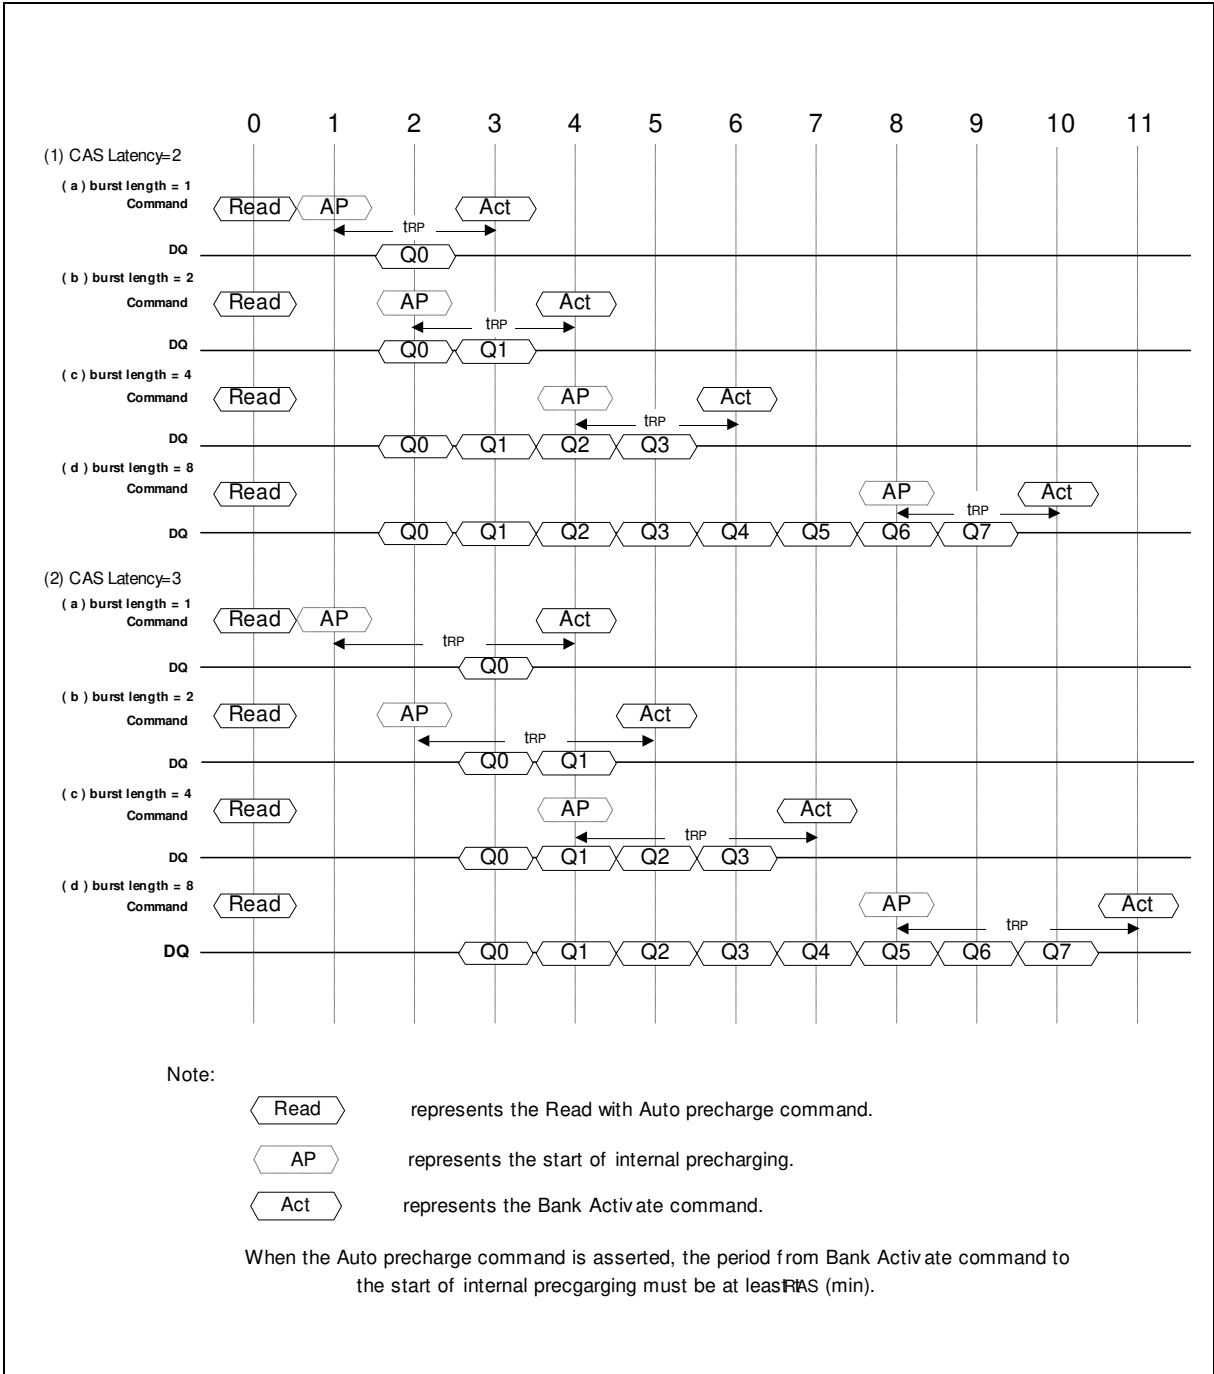 0 1 2 3 4 5 6 7 8 9 10 11
(1) CAS Latency=2
( a ) burst length = 1
Command Read AP Act
tRP
DQ Q0
( b ) burst length = 2
Command Read AP Act
tRP
DQ Q0 Q1
( c ) burst length = 4
Command Read AP Act
tRP
DQ Q0 Q1 Q2 Q3
( d ) burst length = 8
Command Read AP Act
tRP
DQ Q0 Q1 Q2 Q3 Q4 Q5 Q6 Q7
(2) CAS Latency=3
( a ) burst length = 1
Command Read AP Act
tRP
DQ Q0
( b ) burst length = 2
Command Read AP Act
tRP
DQ Q0 Q1
( c ) burst length = 4
Command Read AP Act
tRP
DQ Q0 Q1 Q2 Q3
( d ) burst length = 8
Command Read AP Act
tRP
DQ Q0 Q1 Q2 Q3 Q4 Q5 Q6 Q7
Note:
Read represents the Read with Auto precharge command.
AP represents the start of internal precharging.
Act represents the Bank Activate command.
When the Auto precharge command is asserted, the period from Bank Activate command to
the start of internal precgarging must be at least tRAS (min).